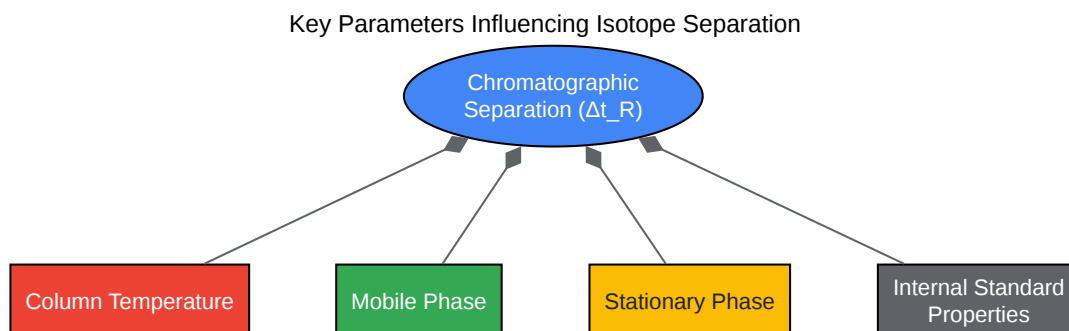 Key Parameters Influencing Isotope Separation
Chromatographic
Separation (Δt_R)
Column Temperature
Mobile Phase
Stationary Phase
Internal Standard
Properties